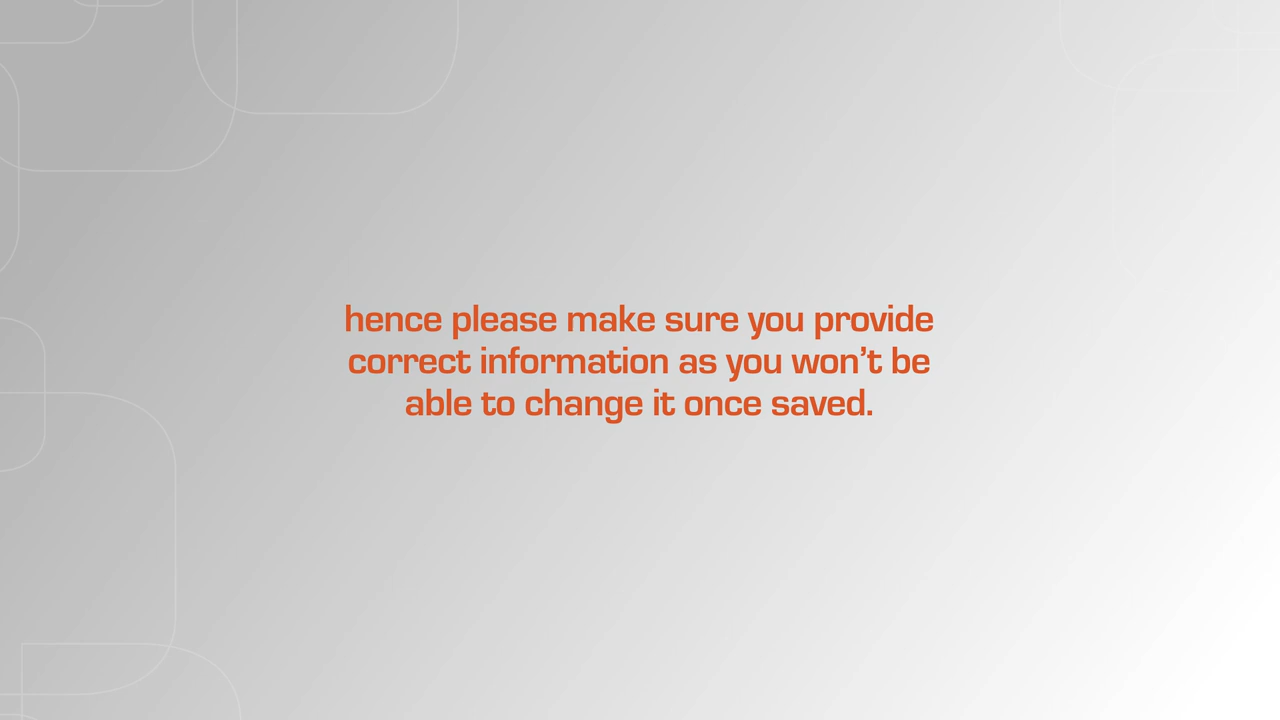 hence please make sure you provide
correct information as you won’t be
able to change it once saved.